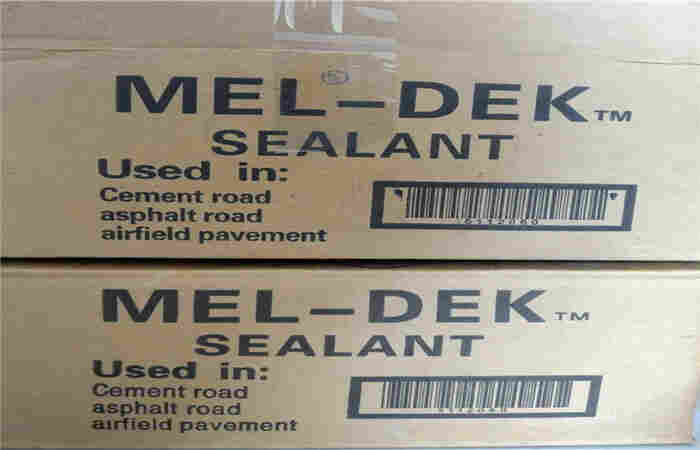 5
MEL-DEK™
SEALANT
Used in:
Cement road
asphalt road
airfield pavement
MEL-DEK™
SEALANT
Used in:
Cement road
asphalt road
airfield pavement